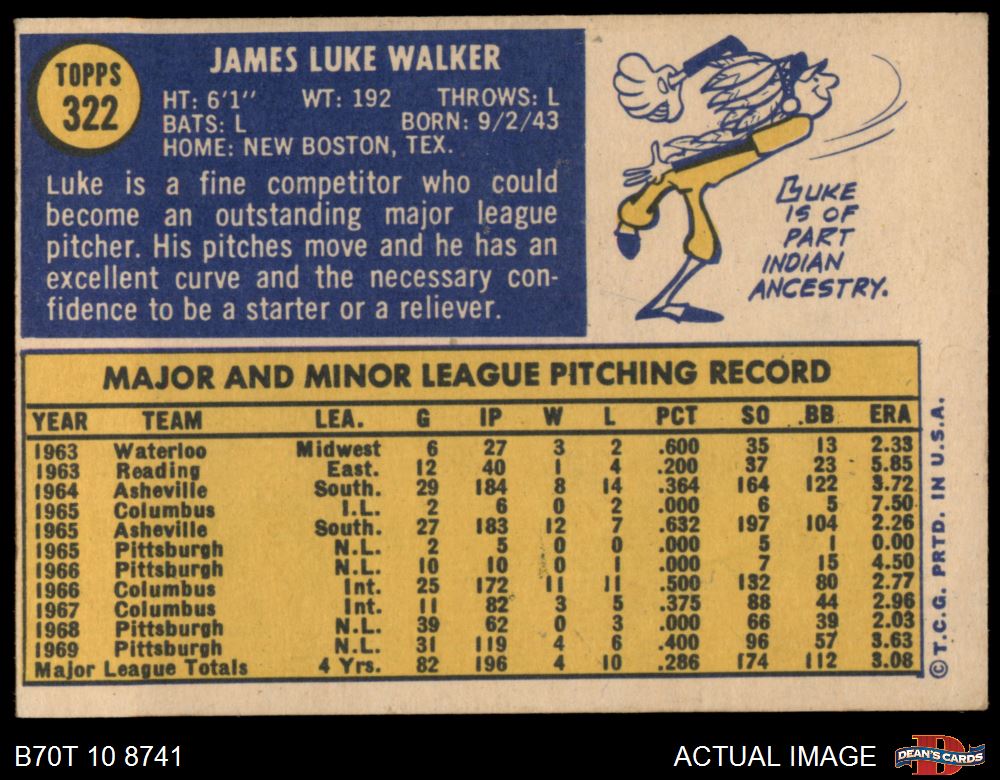 TOPPS
322
JAMES LUKE WALKER
HT: 6'1" WT: 192 THROWS: L
BATS: L BORN: 9/2/43
HOME: NEW BOSTON, TEX.
Luke is a fine competitor who could
become an outstanding major league
pitcher. His pitches move and he has an
excellent curve and the necessary con-
fidence to be a starter or a reliever.
LUKE
IS OF
PART
INDIAN
ANCESTRY.
MAJOR AND MINOR LEAGUE PITCHING RECORD
YEAR TEAM LEA. G IP W L PCT SO BB ERA
1963 Waterloo Midwest 6 27 3 2 .600 35 13 2.33
1963 Reading East. 12 40 1 4 .200 37 23 5.85
1964 Asheville South. 29 184 8 14 .364 164 122 3.72
1965 Columbus I.L. 2 6 0 2 .000 6 5 7.50
1965 Asheville South. 27 183 12 7 .632 197 104 2.26
1965 Pittsburgh N.L. 2 5 0 0 .000 5 1 0.00
1966 Pittsburgh N.L. 10 10 0 1 .000 7 15 4.50
1966 Columbus Int. 25 172 11 11 .500 132 80 2.77
1967 Columbus Int. 11 82 3 5 .375 88 44 2.96
1968 Pittsburgh N.L. 39 62 0 3 .000 66 39 2.03
1969 Pittsburgh N.L. 31 119 4 6 .400 96 57 3.63
Major League Totals 4 Yrs. 82 196 4 10 .286 174 112 3.08
© T.C.G. PRTD. IN U.S.A.
B70T 10 8741
ACTUAL IMAGE
DEAN'S CARDS